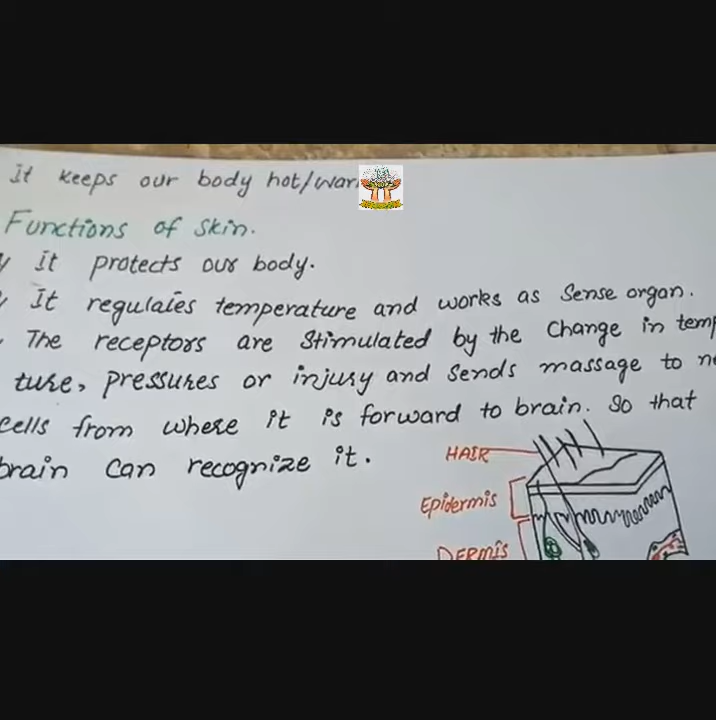 It keeps our body hot/war
Functions of Skin.
It protects our body.
It regulates temperature and works as Sense organ.
The receptors are Stimulated by the Change in temp
ture, pressures or injury and sends massage to ne
cells from where it is forward to brain. So that
brain can recognize it.
HAIR
Epidermis
DERMIS